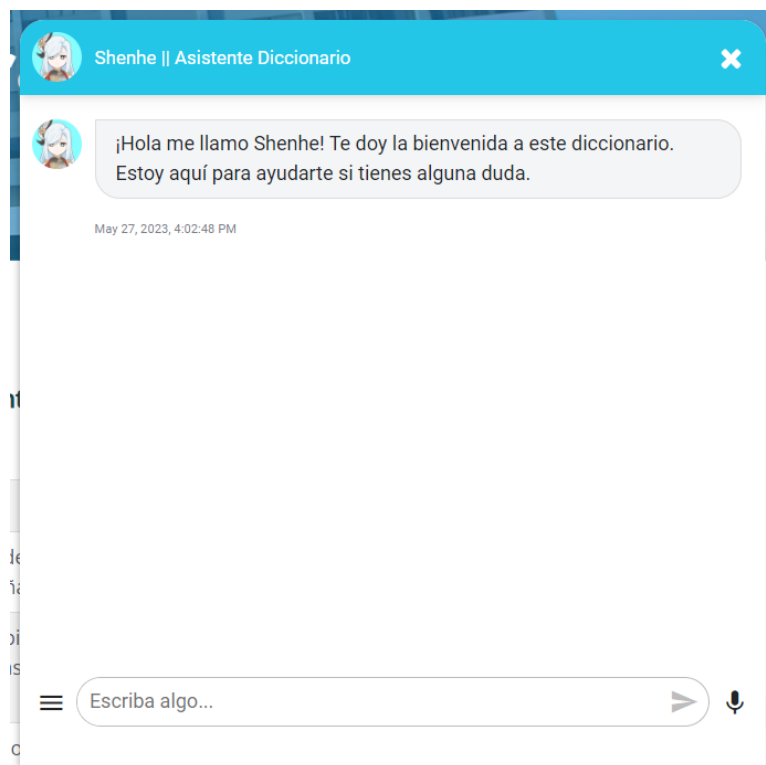 Shenhe || Asistente Diccionario
¡Hola me llamo Shenhe! Te doy la bienvenida a este diccionario.
Estoy aquí para ayudarte si tienes alguna duda.
May 27, 2023, 4:02:48 PM
Escriba algo...